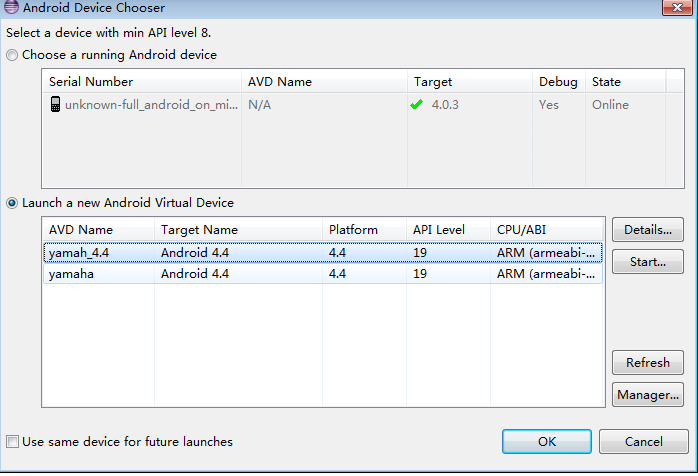 Android Device Chooser
Select a device with min API level 8.
Choose a running Android device
Serial Number AVD Name Target Debug State
unknown-full_android_on_mi... N/A 4.0.3 Yes Online
Launch a new Android Virtual Device
AVD Name Target Name Platform API Level CPU/ABI Details...
yamah_4.4 Android 4.4 4.4 19 ARM (armeabi-... Start...
yamaha Android 4.4 4.4 19 ARM (armeabi-...
Refresh
Manager...
Use same device for future launches OK Cancel